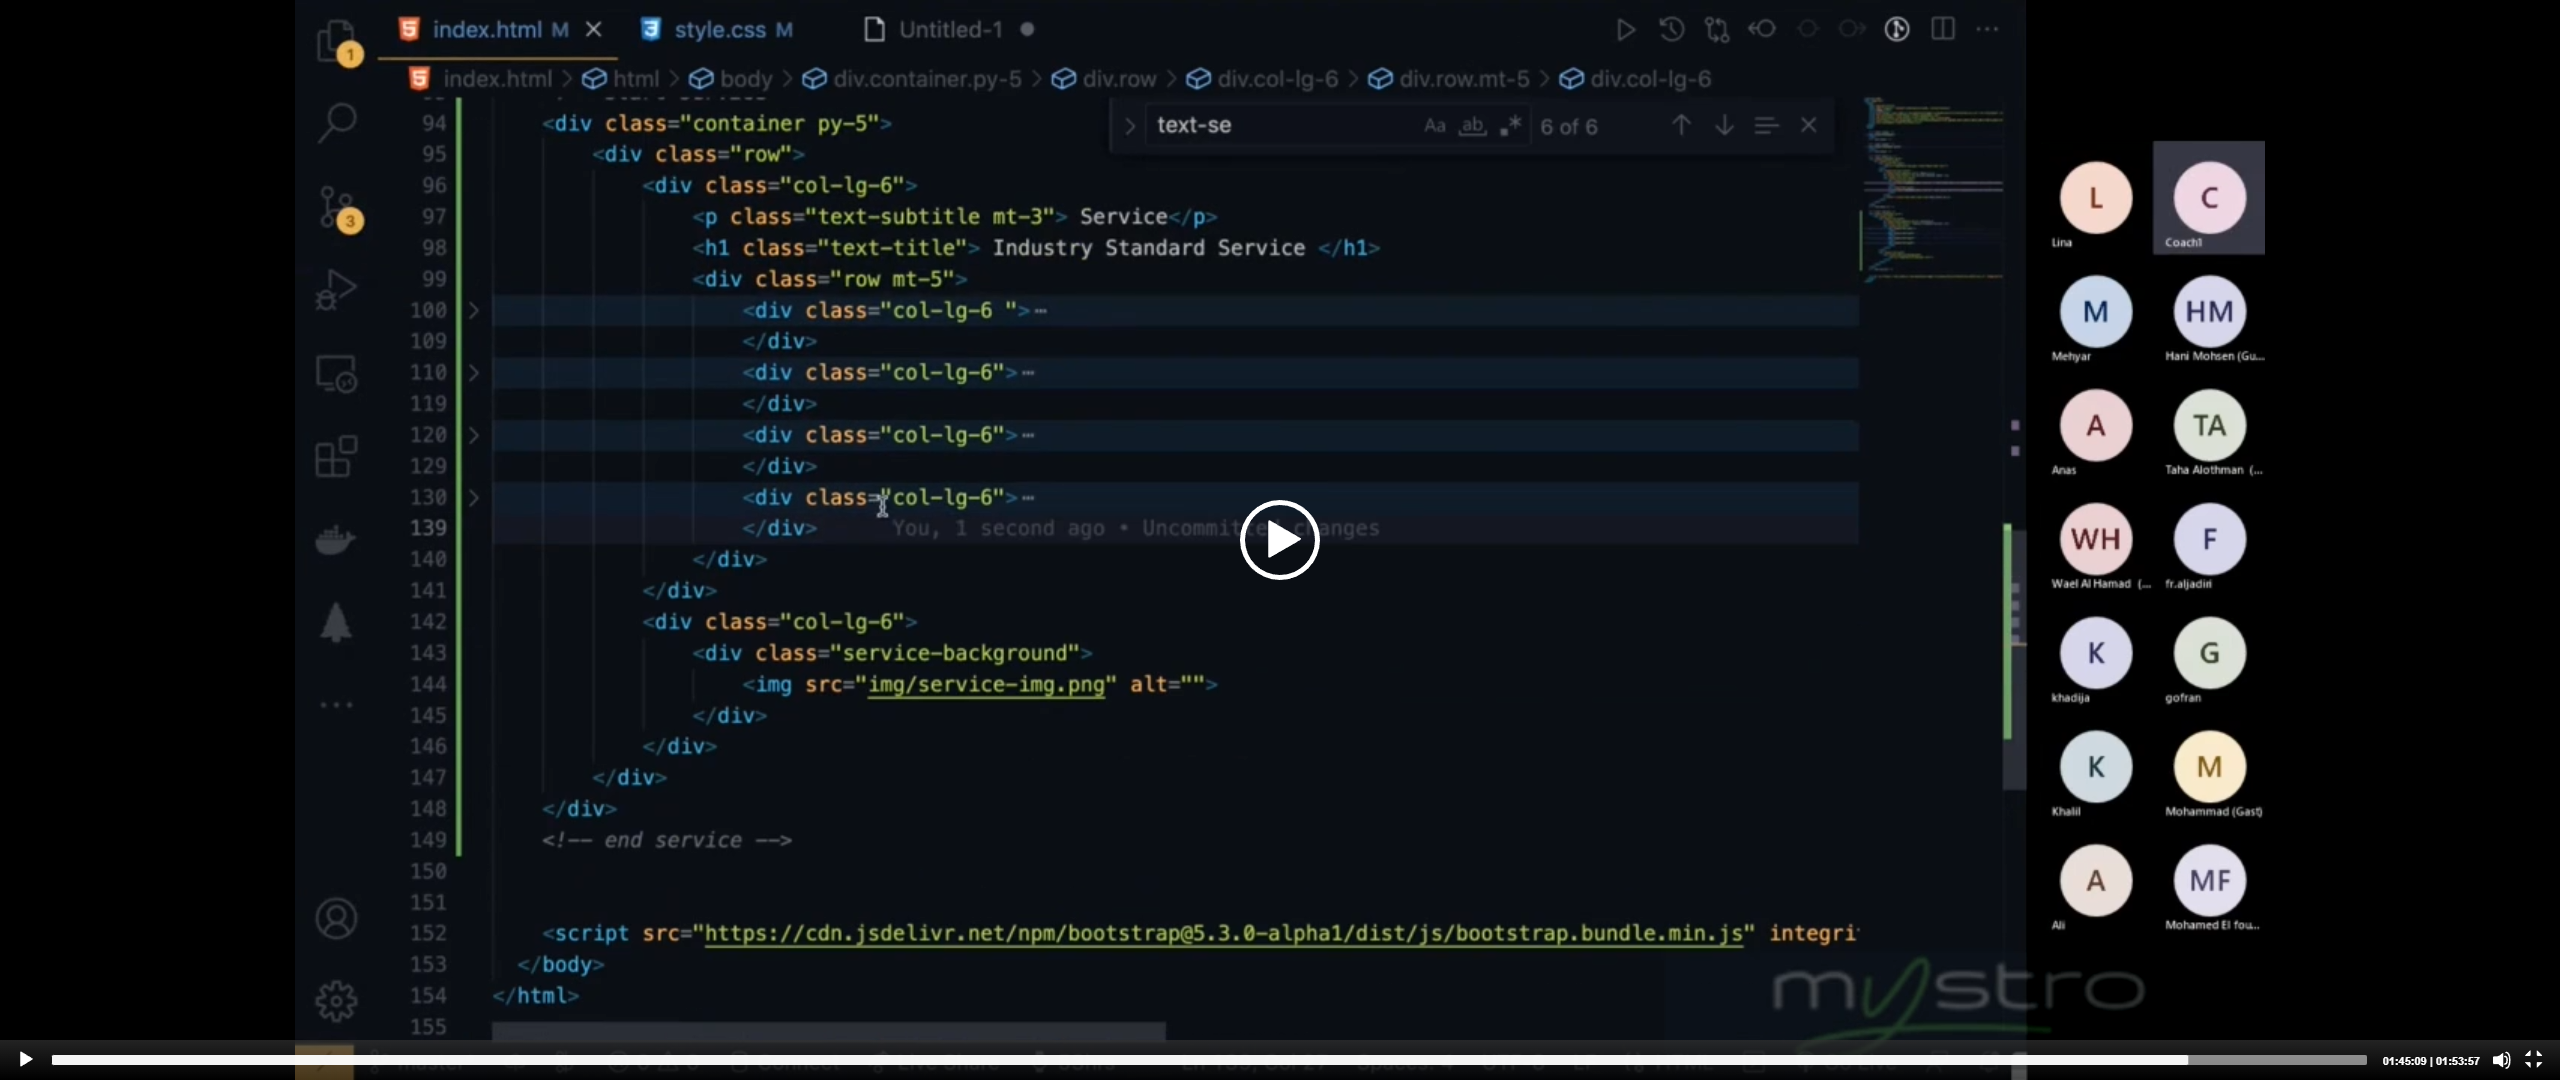 index.html M
style.css M
Untitled-1
index.html > html > body > div.container.py-5 > div.row > div.col-lg-6 > div.row.mt-5 > div.col-lg-6
text-se
Aa ab .* 6 of 6
94 <div class="container py-5">
95 <div class="row">
96 <div class="col-lg-6">
97 <p class="text-subtitle mt-3"> Service</p>
98 <h1 class="text-title"> Industry Standard Service </h1>
99 <div class="row mt-5">
100 <div class="col-lg-6 ">⋯
109 </div>
110 <div class="col-lg-6">⋯
119 </div>
120 <div class="col-lg-6">⋯
129 </div>
130 <div class="col-lg-6">⋯
139 </div> You, 1 second ago • Uncommitted changes
140 </div>
141 </div>
142 <div class="col-lg-6">
143 <div class="service-background">
144 <img src="img/service-img.png" alt="">
145 </div>
146 </div>
147 </div>
148 </div>
149 <!-- end service -->
150
151
152 <script src="https://cdn.jsdelivr.net/npm/bootstrap@5.3.0-alpha1/dist/js/bootstrap.bundle.min.js" integri
153 </body>
154 </html>
155
1
3
L
Lina
C
Coach1
M
Mehyar
HM
Hani Mohsen (Gu...
A
Anas
TA
Taha Alothman (...
WH
Wael Al Hamad (...
F
fr.aljadiri
K
khadija
G
gofran
K
Khalil
M
Mohammad (Gast)
A
Ali
MF
Mohamed El fou...
mystro
01:45:09 | 01:53:57